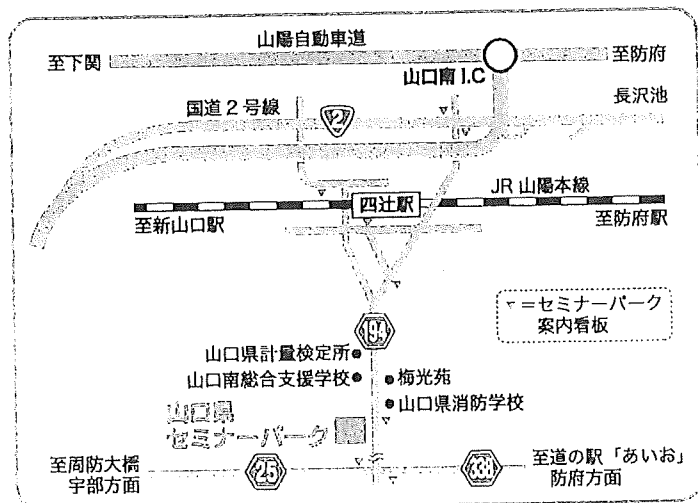 山陽自動車道
至下関
至防府
山口南I.C
長沢池
国道2号線
2
JR山陽本線
四辻駅
至新山口駅
至防府駅
▽=セミナーパーク
案内看板
山口県計量検定所
山口南総合支援学校
梅光苑
山口県消防学校
山口県
セミナーパーク
至周防大橋
宇部方面
25
至道の駅「あいお」
防府方面